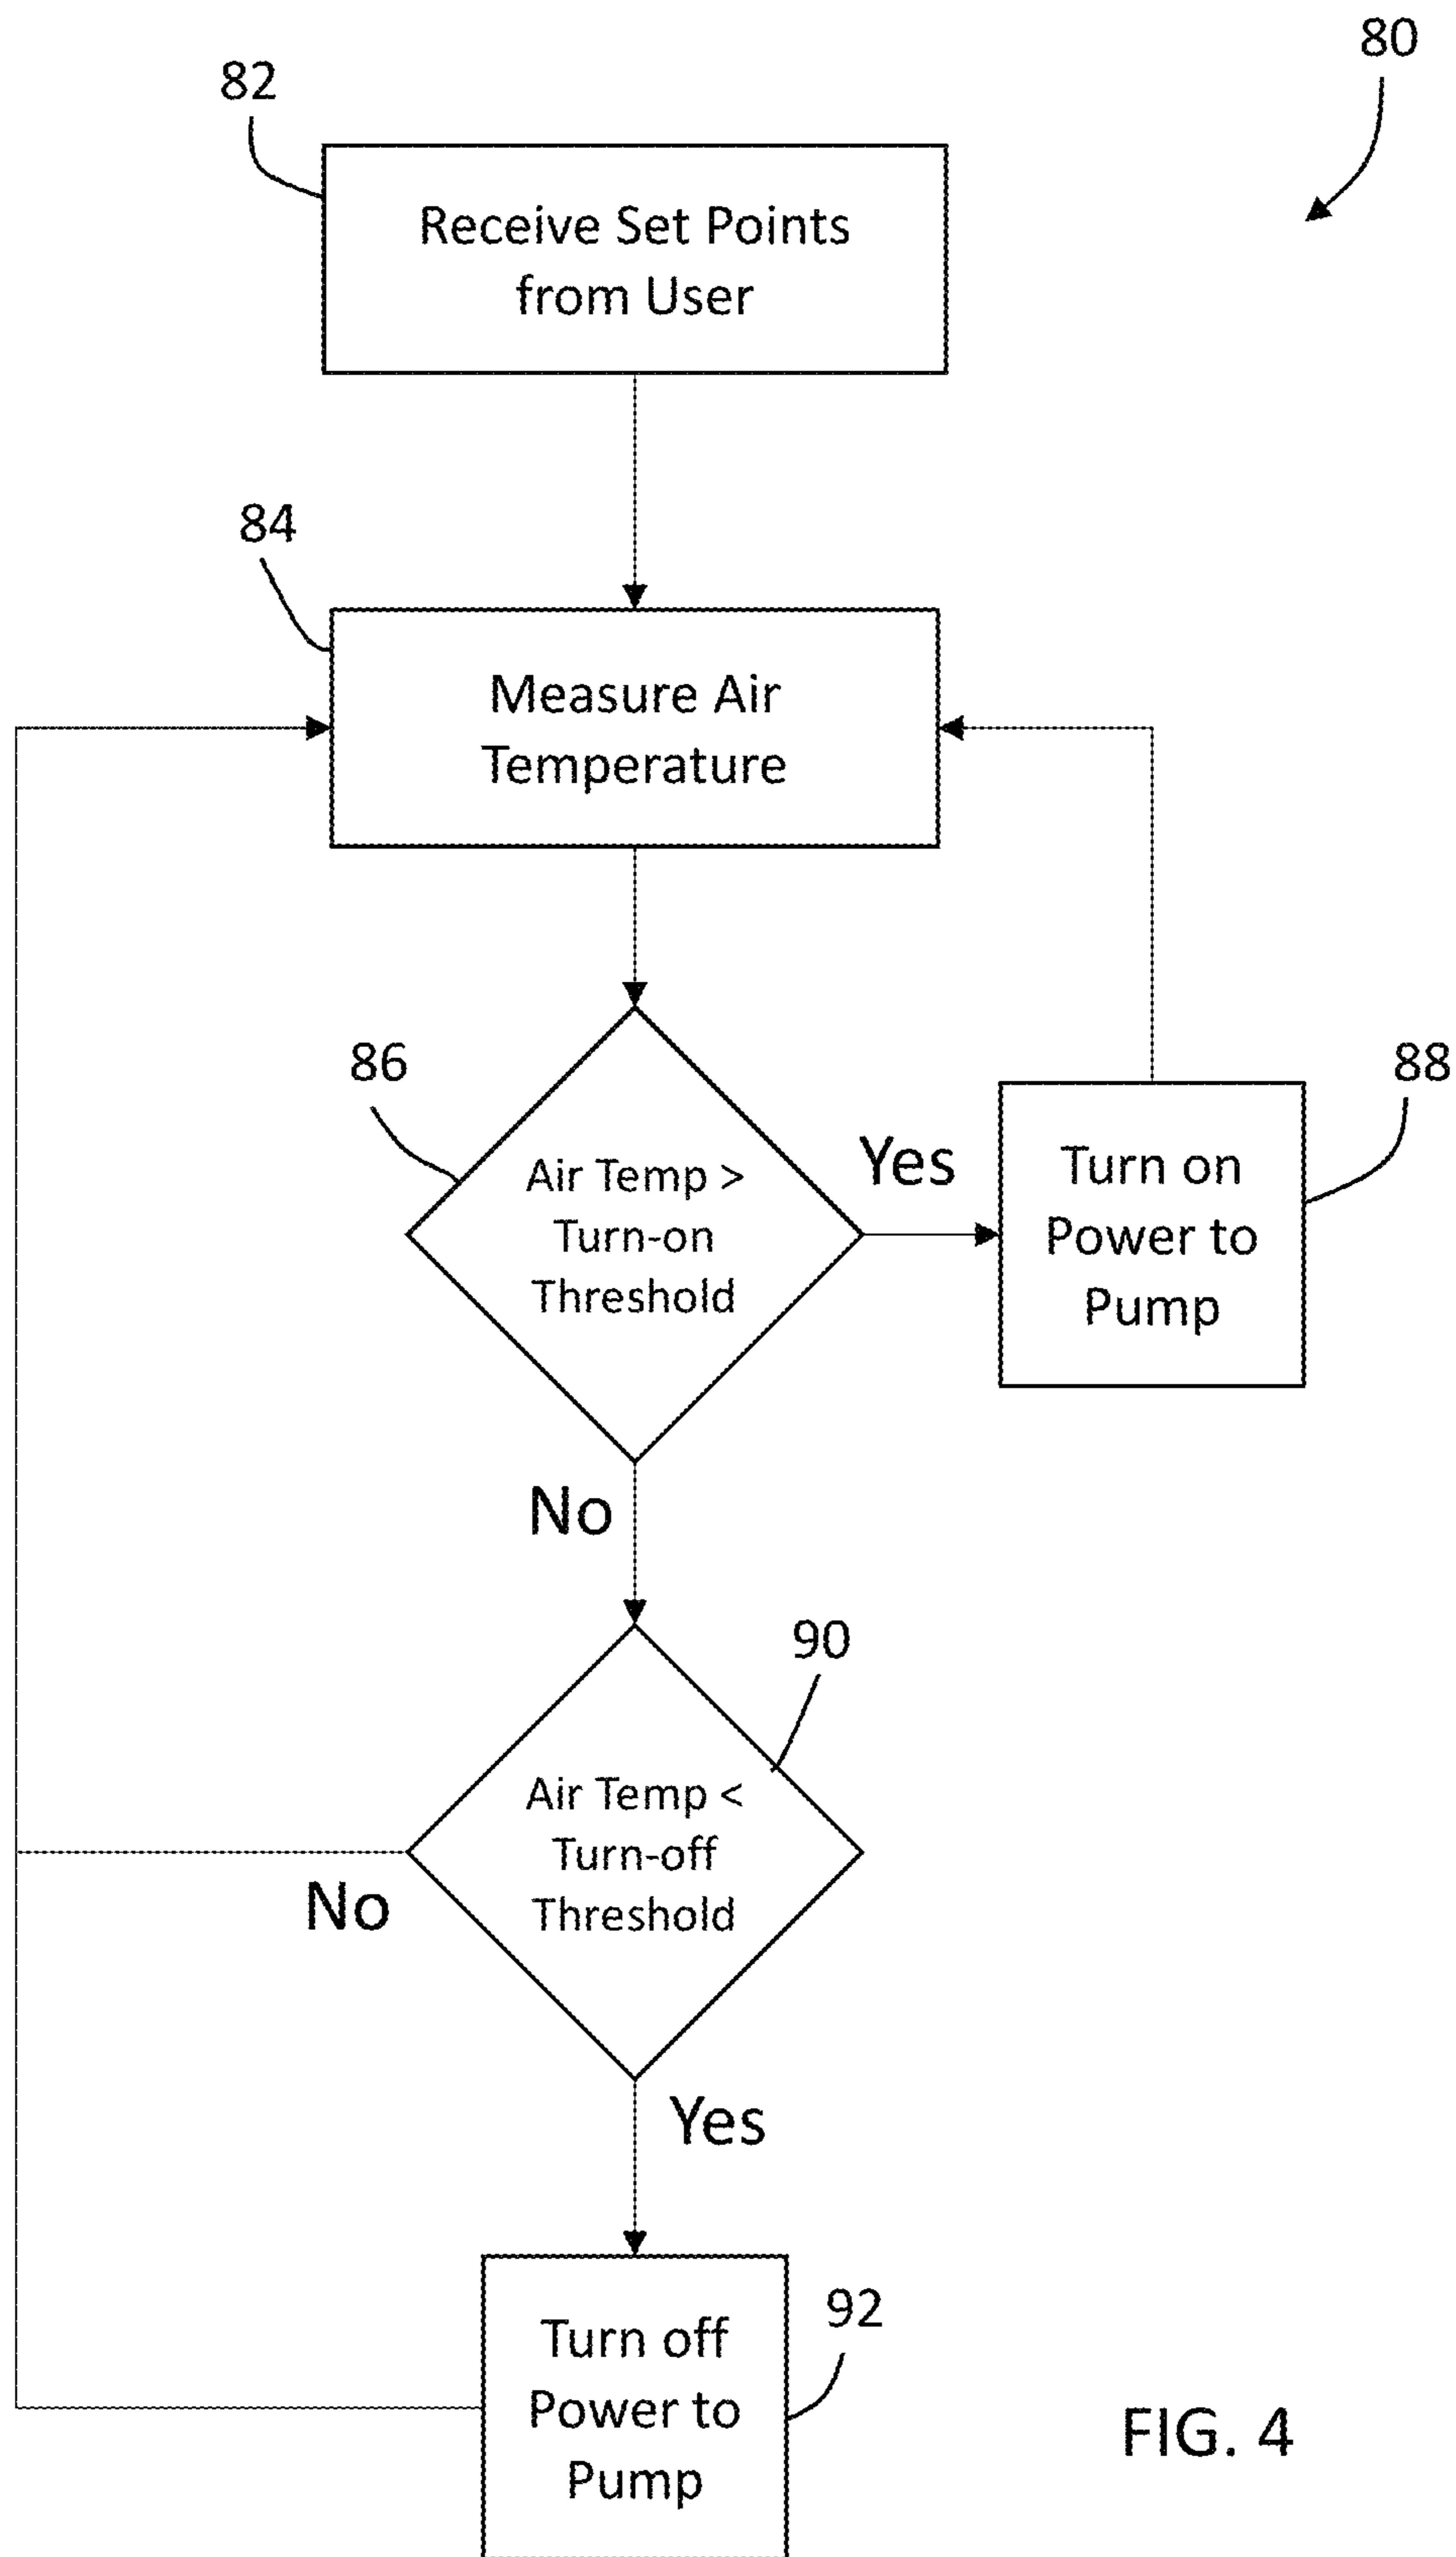 80
82
Receive Set Points
from User
84
Measure Air
Temperature
86
Air Temp >
Turn-on
Threshold
Yes
88
Turn on
Power to
Pump
No
90
Air Temp <
Turn-off
Threshold
No
Yes
92
Turn off
Power to
Pump
FIG. 4